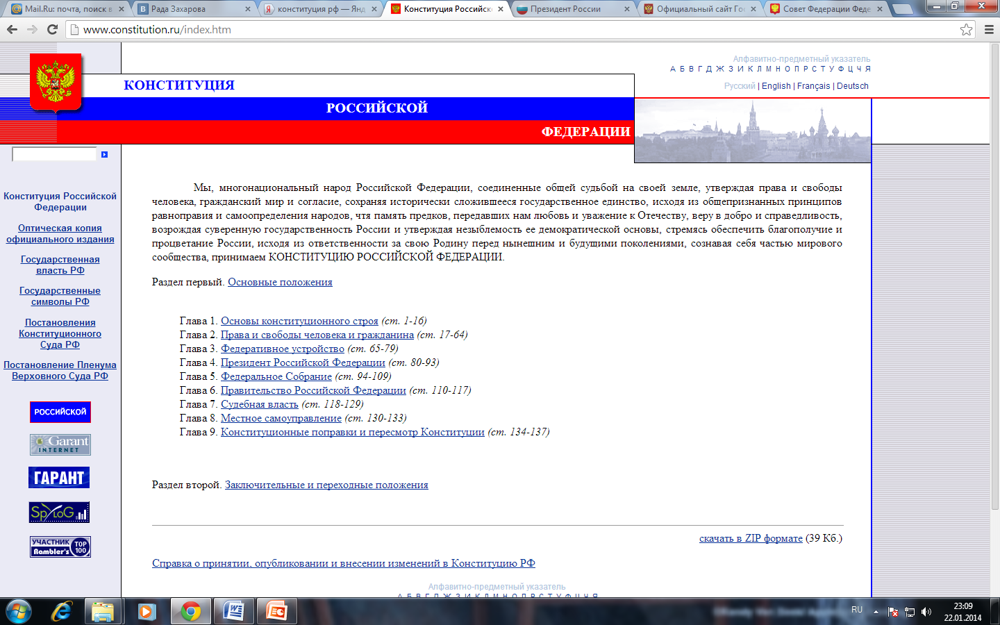 Mail.Ru: почта, поиск в
Рада Захарова
конституция рф — Янд
Конституция Российско
Президент России
Официальный сайт Гос
Совет Федерации Феде
www.constitution.ru/index.htm
Алфавитно-предметный указатель
А Б В Г Д Ж З И К Л М Н О П Р С Т У Ф Ц Ч Я
Русский | English | Français | Deutsch
КОНСТИТУЦИЯ
РОССИЙСКОЙ
ФЕДЕРАЦИИ
Конституция Российской
Федерации
Оптическая копия
официального издания
Государственная
власть РФ
Государственные
символы РФ
Постановления
Конституционного
Суда РФ
Постановление Пленума
Верховного Суда РФ
РОССИЙСКОЙ
Garant
INTERNET
ГАРАНТ
SpyLOG
УЧАСТНИК TOP
Rambler's 100
Мы, многонациональный народ Российской Федерации, соединенные общей судьбой на своей земле, утверждая права и свободы
человека, гражданский мир и согласие, сохраняя исторически сложившееся государственное единство, исходя из общепризнанных принципов
равноправия и самоопределения народов, чтя память предков, передавших нам любовь и уважение к Отечеству, веру в добро и справедливость,
возрождая суверенную государственность России и утверждая незыблемость ее демократической основы, стремясь обеспечить благополучие и
процветание России, исходя из ответственности за свою Родину перед нынешним и будущими поколениями, сознавая себя частью мирового
сообщества, принимаем КОНСТИТУЦИЮ РОССИЙСКОЙ ФЕДЕРАЦИИ.
Раздел первый. Основные положения
Глава 1. Основы конституционного строя (ст. 1-16)
Глава 2. Права и свободы человека и гражданина (ст. 17-64)
Глава 3. Федеративное устройство (ст. 65-79)
Глава 4. Президент Российской Федерации (ст. 80-93)
Глава 5. Федеральное Собрание (ст. 94-109)
Глава 6. Правительство Российской Федерации (ст. 110-117)
Глава 7. Судебная власть (ст. 118-129)
Глава 8. Местное самоуправление (ст. 130-133)
Глава 9. Конституционные поправки и пересмотр Конституции (ст. 134-137)
Раздел второй. Заключительные и переходные положения
скачать в ZIP формате (39 Кб.)
Справка о принятии, опубликовании и внесении изменений в Конституцию РФ
Алфавитно-предметный указатель
А Б В Г Д Ж З И К Л М Н О П Р С Т У Ф Ц Ч Я
RU
23:09
22.01.2014